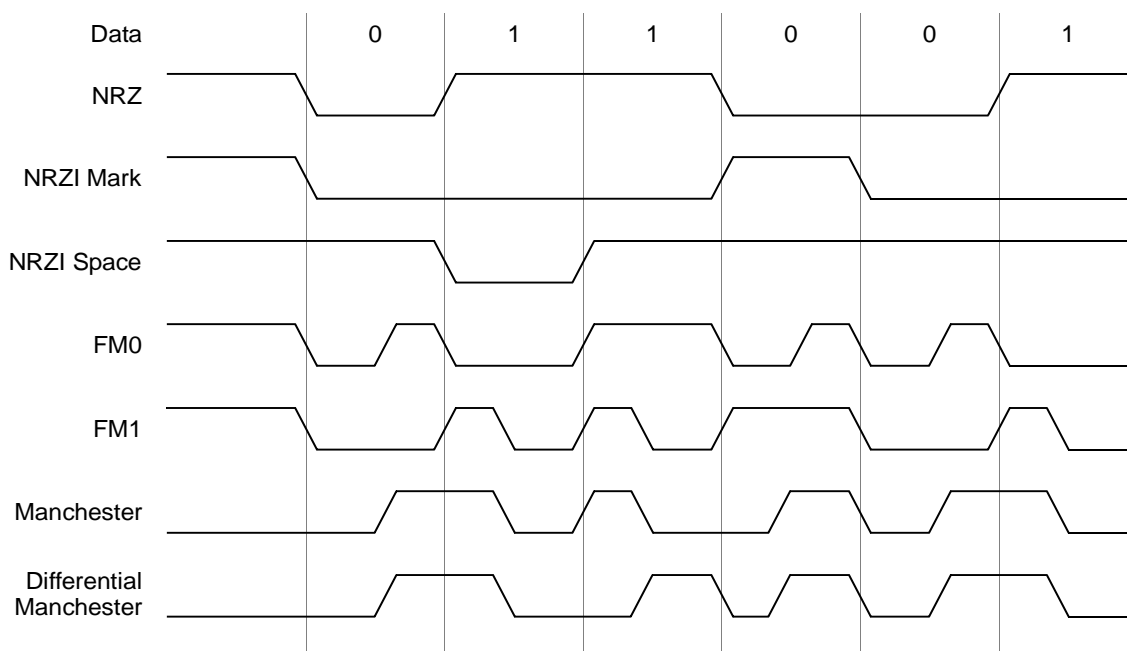 Data 0 1 1 0 0 1
NRZ
NRZI Mark
NRZI Space
FM0
FM1
Manchester
Differential
Manchester